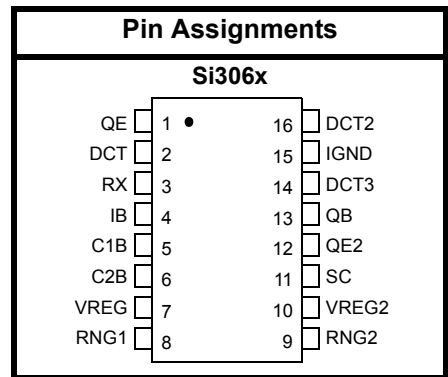 Pin Assignments
Si306x
QE 1 16 DCT2
DCT 2 15 IGND
RX 3 14 DCT3
IB 4 13 QB
C1B 5 12 QE2
C2B 6 11 SC
VREG 7 10 VREG2
RNG1 8 9 RNG2